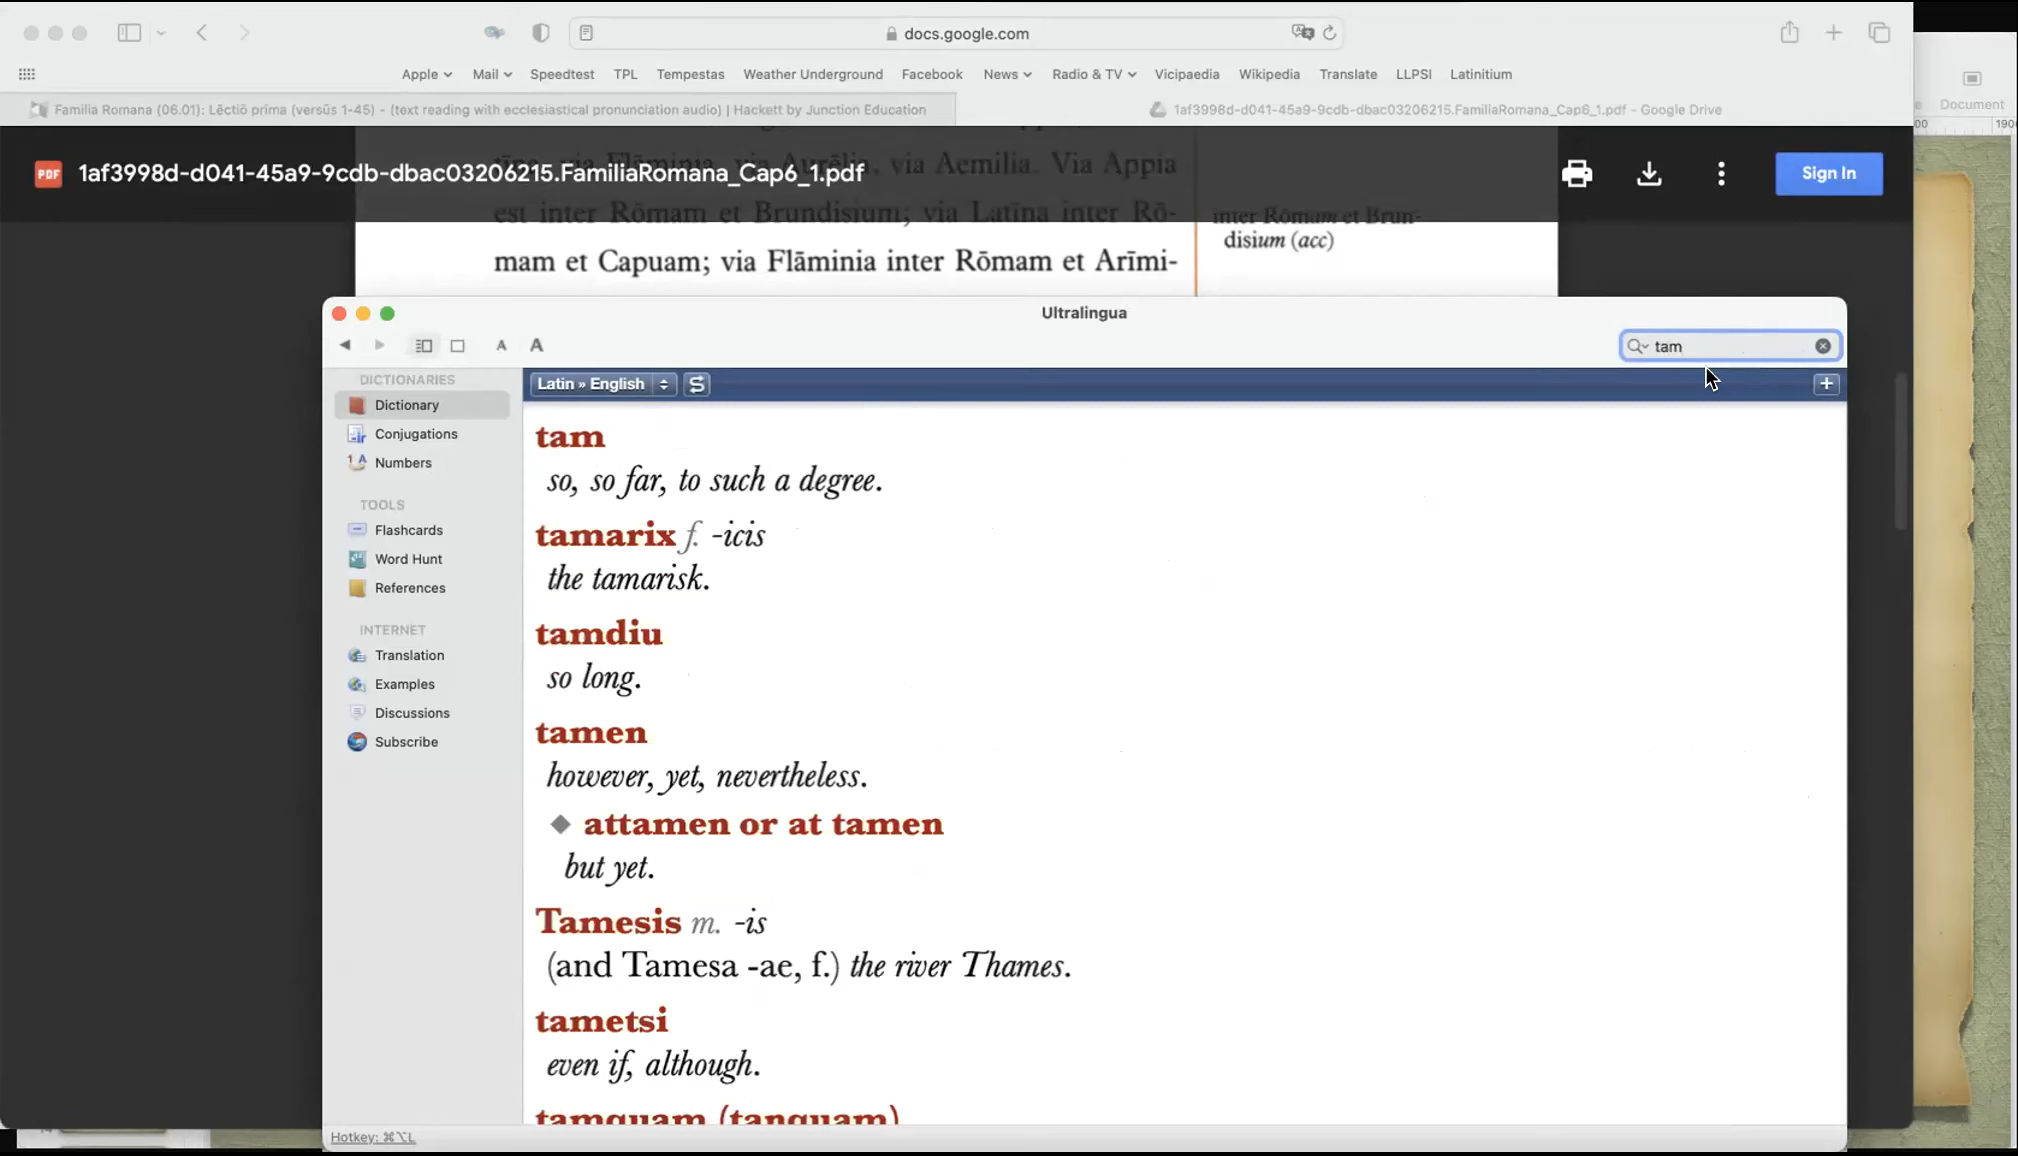 docs.google.com
Apple Mail Speedtest TPL Tempestas Weather Underground Facebook News Radio & TV Vicipaedia Wikipedia Translate LLPSI Latinitium
Familia Romana (06.01): Lēctiō prīma (versūs 1-45) - (text reading with ecclesiastical pronunciation audio) | Hackett by Junction Education
1af3998d-d041-45a9-9cdb-dbac03206215.FamiliaRomana_Cap6_1.pdf - Google Drive
Document
PDF 1af3998d-d041-45a9-9cdb-dbac03206215.FamiliaRomana_Cap6_1.pdf
Sign In
via Flāminia, via Aurēlia, via Aemilia. Via Appia
est inter Rōmam et Brundisium; via Latīna inter Rō-
mam et Capuam; via Flāminia inter Rōmam et Arīmi-
inter Rōmam et Brun-
disium (acc)
Ultralingua
A A
tam
DICTIONARIES
Dictionary
Conjugations
Numbers
TOOLS
Flashcards
Word Hunt
References
INTERNET
Translation
Examples
Discussions
Subscribe
Latin » English
tam
so, so far, to such a degree.
tamarix f. -icis
the tamarisk.
tamdiu
so long.
tamen
however, yet, nevertheless.
◆ attamen or at tamen
but yet.
Tamesis m. -is
(and Tamesa -ae, f.) the river Thames.
tametsi
even if, although.
tamquam (tanquam)
Hotkey: ⌘⌥L